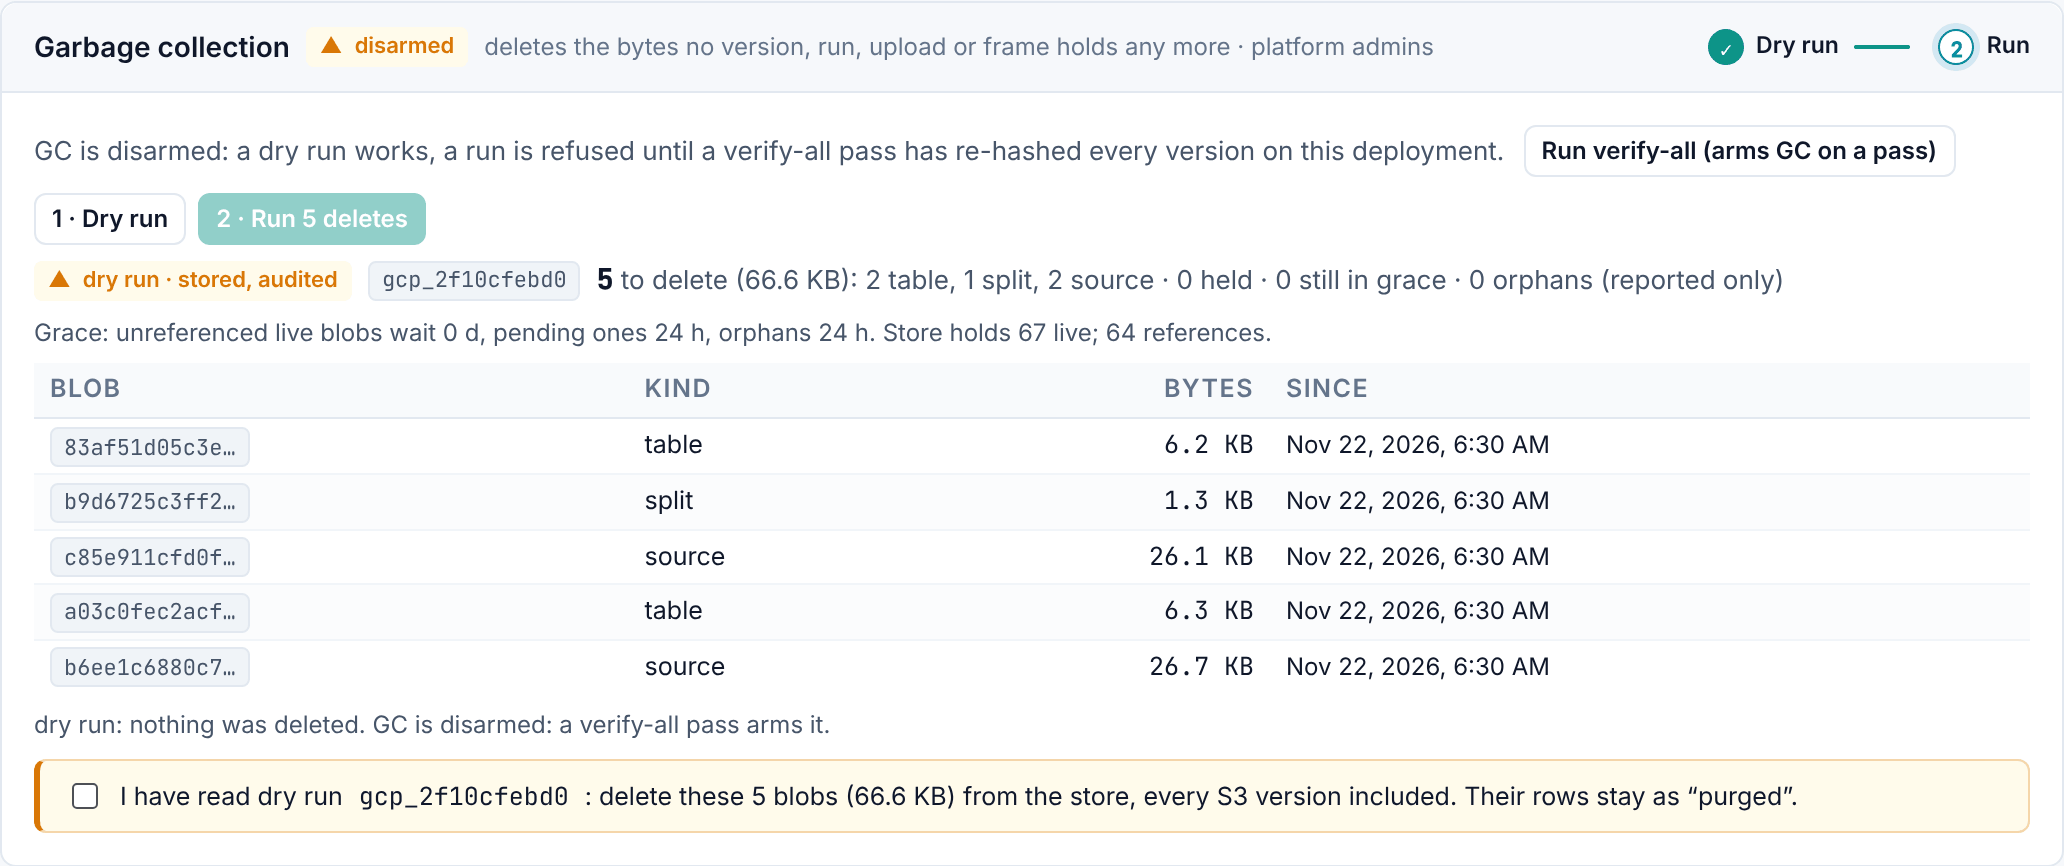 Garbage collection ▲ disarmed deletes the bytes no version, run, upload or frame holds any more · platform admins ✓ Dry run 2 Run
GC is disarmed: a dry run works, a run is refused until a verify-all pass has re-hashed every version on this deployment. Run verify-all (arms GC on a pass)
1 · Dry run 2 · Run 5 deletes
▲ dry run · stored, audited gcp_2f10cfebd0 5 to delete (66.6 KB): 2 table, 1 split, 2 source · 0 held · 0 still in grace · 0 orphans (reported only)
Grace: unreferenced live blobs wait 0 d, pending ones 24 h, orphans 24 h. Store holds 67 live; 64 references.
BLOB KIND BYTES SINCE
83af51d05c3e… table 6.2 KB Nov 22, 2026, 6:30 AM
b9d6725c3ff2… split 1.3 KB Nov 22, 2026, 6:30 AM
c85e911cfd0f… source 26.1 KB Nov 22, 2026, 6:30 AM
a03c0fec2acf… table 6.3 KB Nov 22, 2026, 6:30 AM
b6ee1c6880c7… source 26.7 KB Nov 22, 2026, 6:30 AM
dry run: nothing was deleted. GC is disarmed: a verify-all pass arms it.
I have read dry run gcp_2f10cfebd0 : delete these 5 blobs (66.6 KB) from the store, every S3 version included. Their rows stay as “purged”.